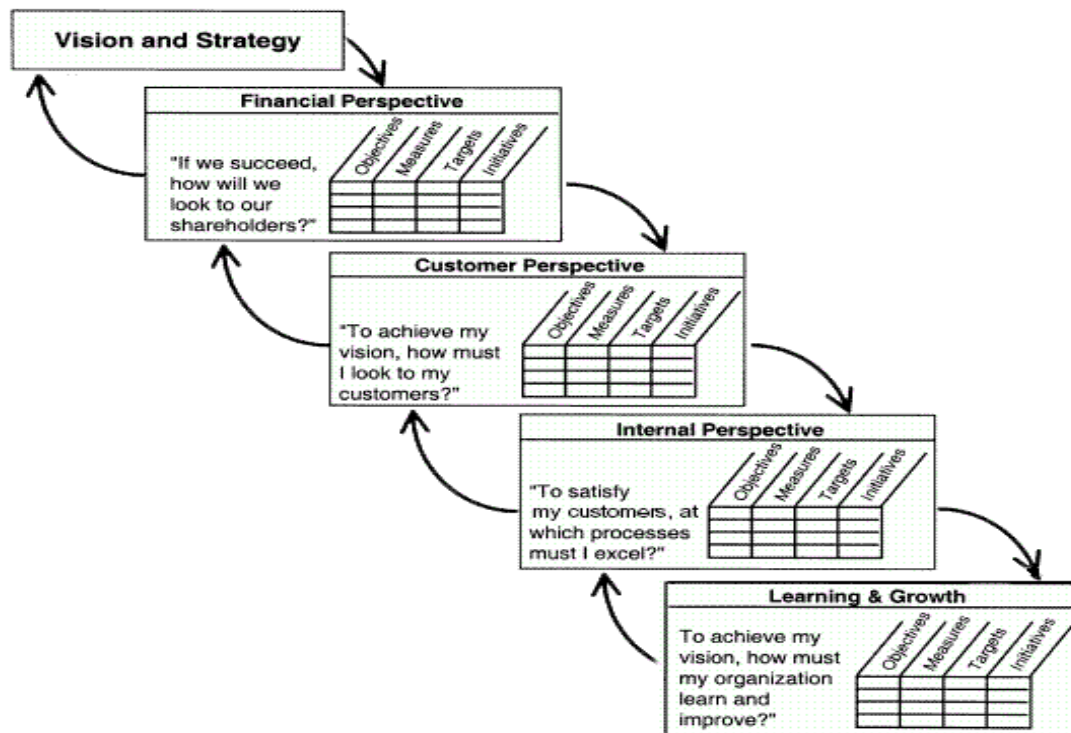 Vision and Strategy
Financial Perspective
Objectives
Measures
Targets
Initiatives
"If we succeed,
how will we
look to our
shareholders?"
Customer Perspective
Objectives
Measures
Targets
Initiatives
"To achieve my
vision, how must
I look to my
customers?"
Internal Perspective
Objectives
Measures
Targets
Initiatives
"To satisfy
my customers, at
which processes
must I excel?"
Learning & Growth
Objectives
Measures
Targets
Initiatives
To achieve my
vision, how must
my organization
learn and
improve?"